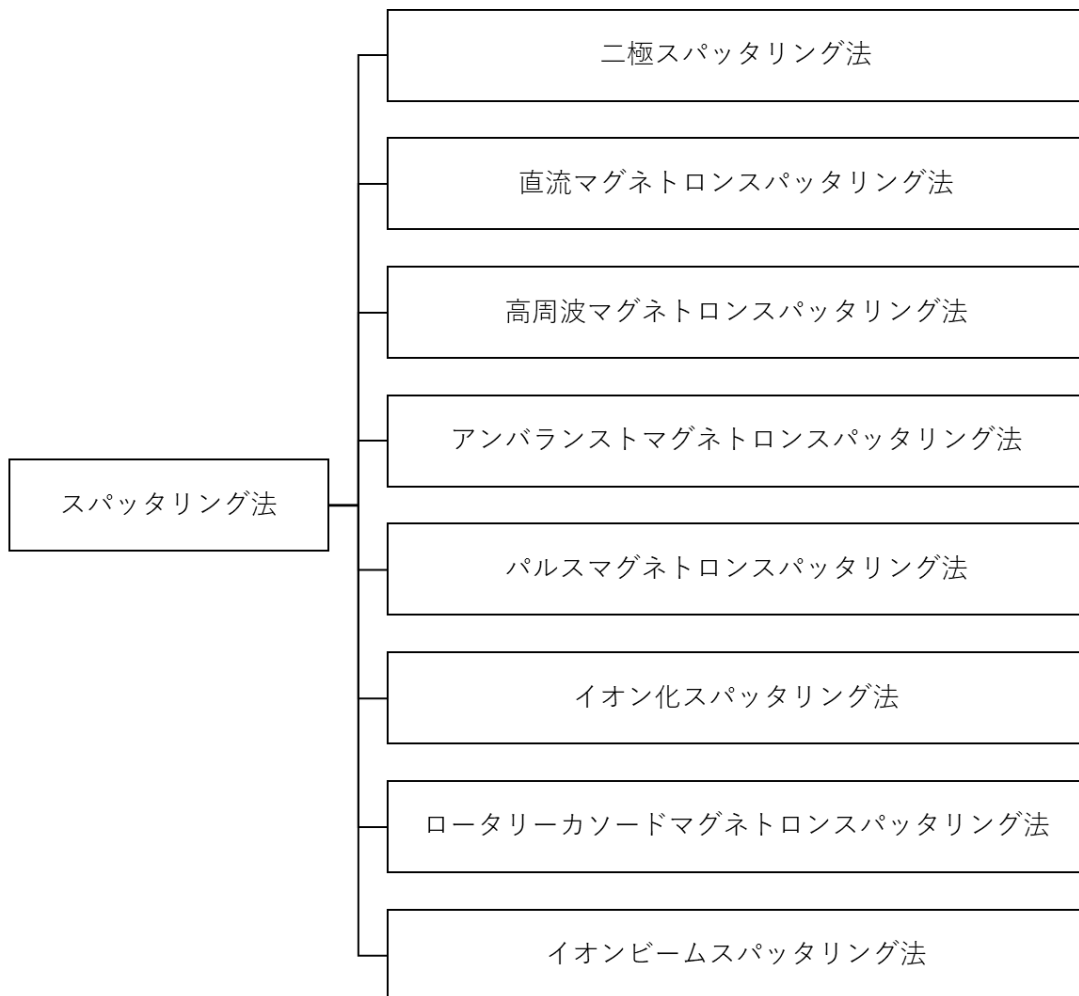 二極スパッタリング法
直流マグネトロンスパッタリング法
高周波マグネトロンスパッタリング法
アンバランストマグネトロンスパッタリング法
スパッタリング法
パルスマグネトロンスパッタリング法
イオン化スパッタリング法
ロータリーカソードマグネトロンスパッタリング法
イオンビームスパッタリング法